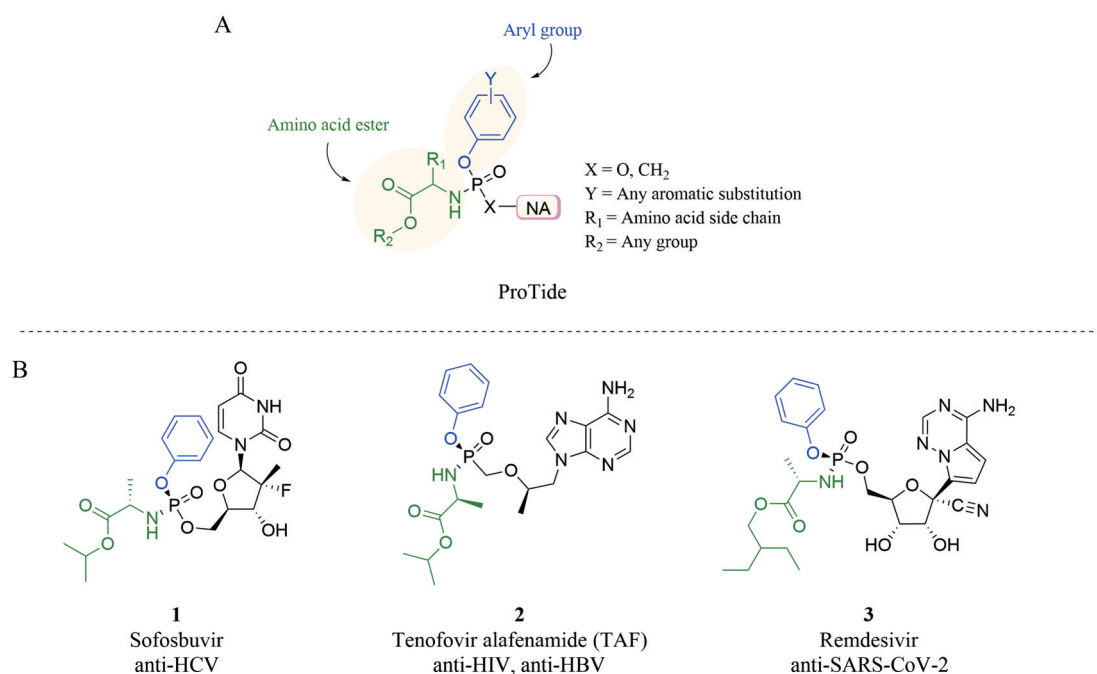 A
Aryl group
Y
Amino acid ester
R1
O
O
O
P
N
H
X
NA
O
R2
X = O, CH2
Y = Any aromatic substitution
R1 = Amino acid side chain
R2 = Any group
ProTide
B
O
NH
N
O
O
O
P
N
H
O
O
O
O
F
OH
NH2
N
N
N
N
O
O
P
HN
O
O
O
NH2
N
N
N
O
O
P
N
H
O
O
O
O
C≡N
HO
OH
1
Sofosbuvir
anti-HCV
2
Tenofovir alafenamide (TAF)
anti-HIV, anti-HBV
3
Remdesivir
anti-SARS-CoV-2